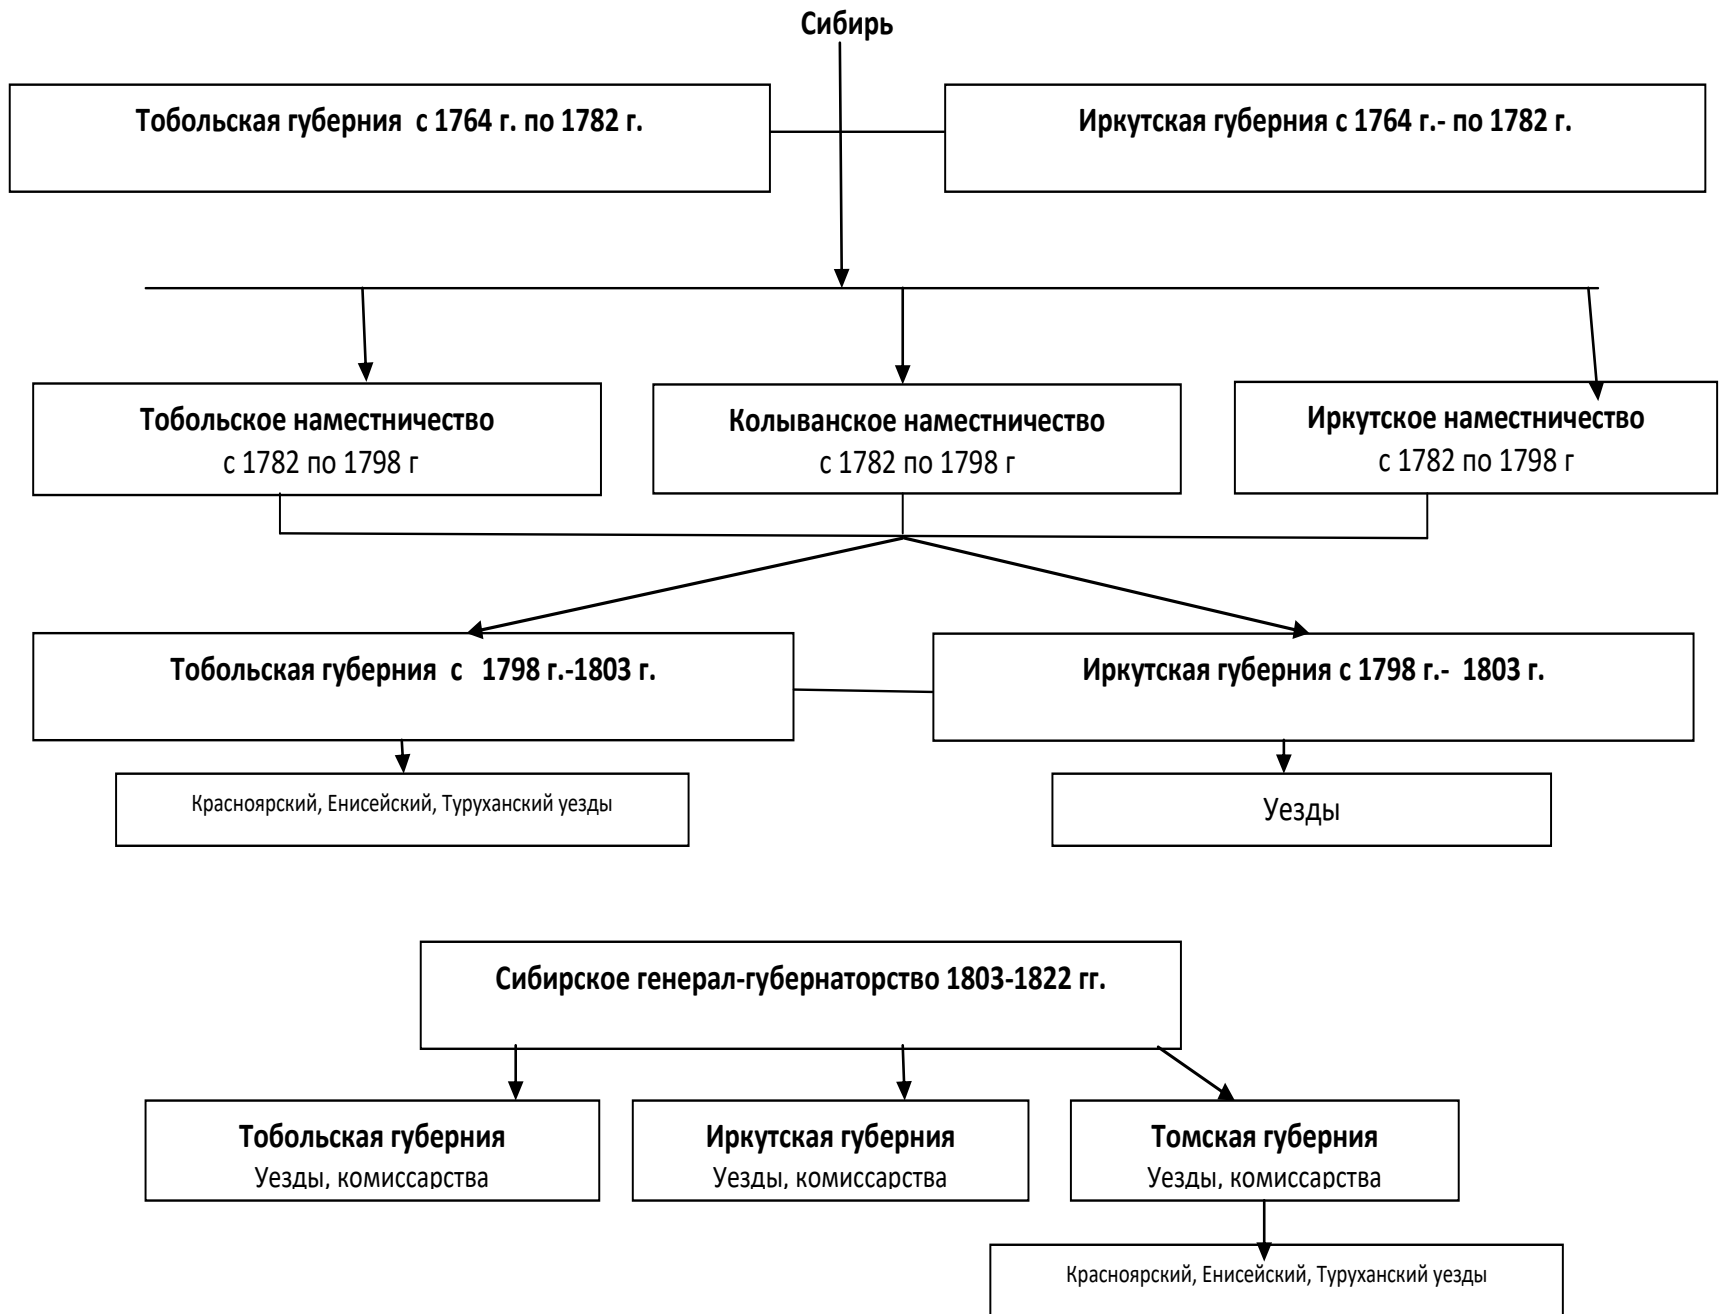 Сибирь
Тобольская губерния с 1764 г. по 1782 г.
Иркутская губерния с 1764 г.- по 1782 г.
Тобольское наместничество
с 1782 по 1798 г
Колыванское наместничество
с 1782 по 1798 г
Иркутское наместничество
с 1782 по 1798 г
Тобольская губерния с 1798 г.-1803 г.
Иркутская губерния с 1798 г.- 1803 г.
Красноярский, Енисейский, Туруханский уезды
Уезды
Сибирское генерал-губернаторство 1803-1822 гг.
Тобольская губерния
Уезды, комиссарства
Иркутская губерния
Уезды, комиссарства
Томская губерния
Уезды, комиссарства
Красноярский, Енисейский, Туруханский уезды